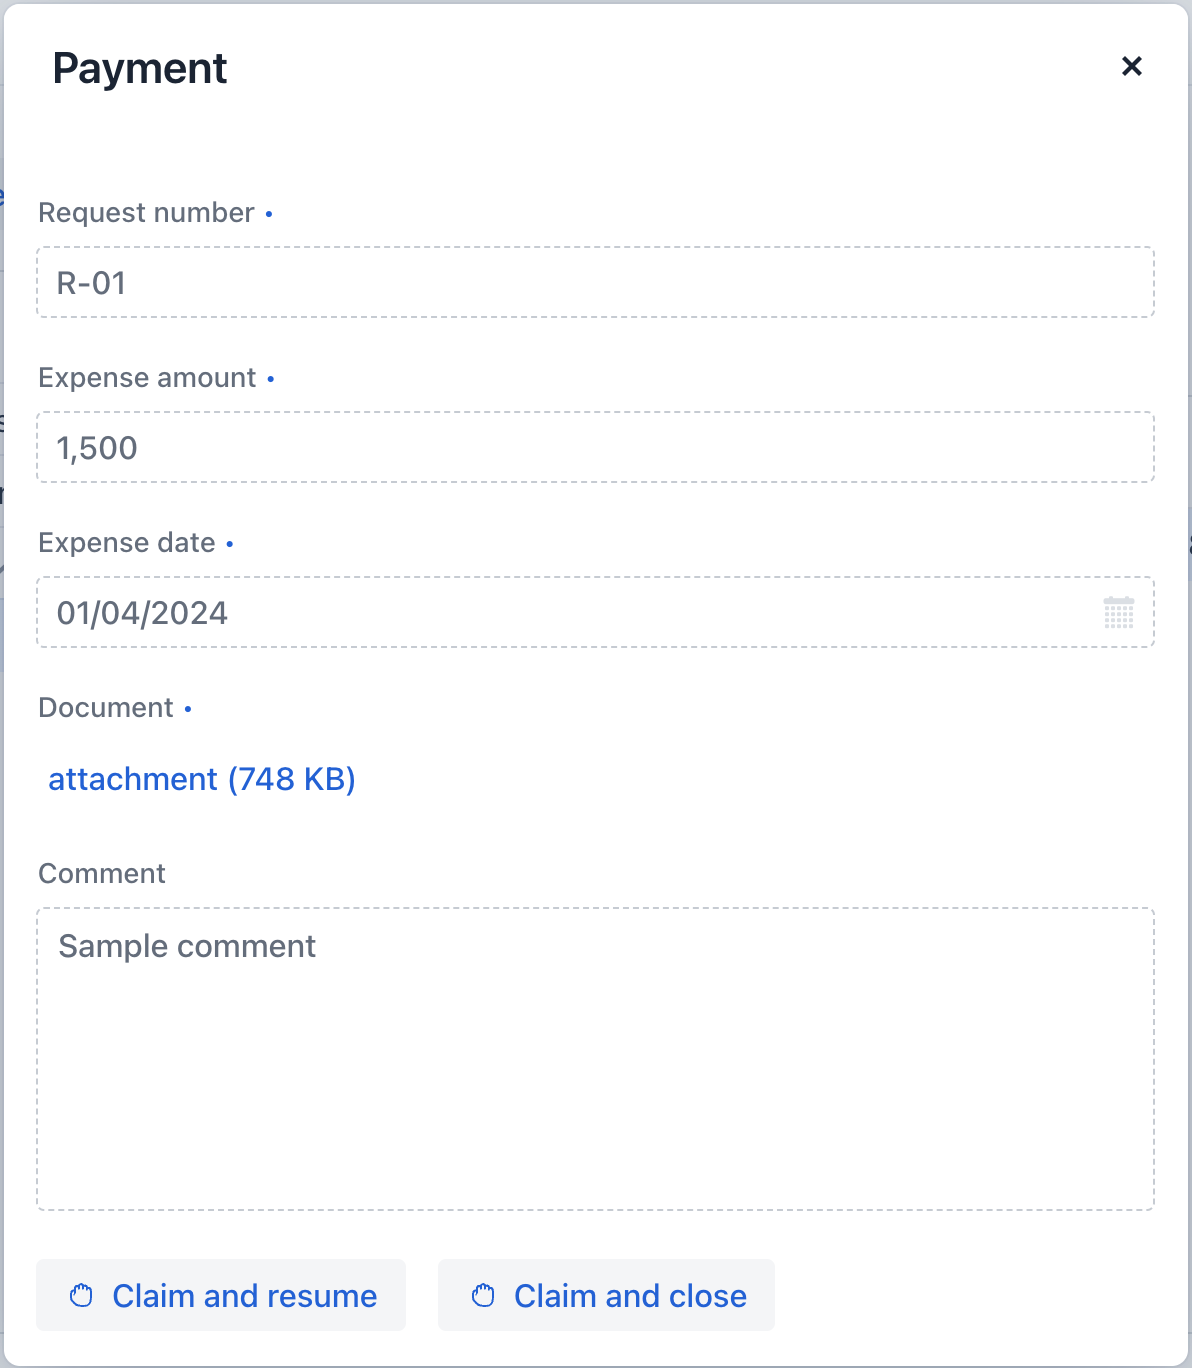 Payment
Request number •
R-01
Expense amount •
1,500
Expense date •
01/04/2024
Document •
attachment (748 KB)
Comment
Sample comment
Claim and resume
Claim and close